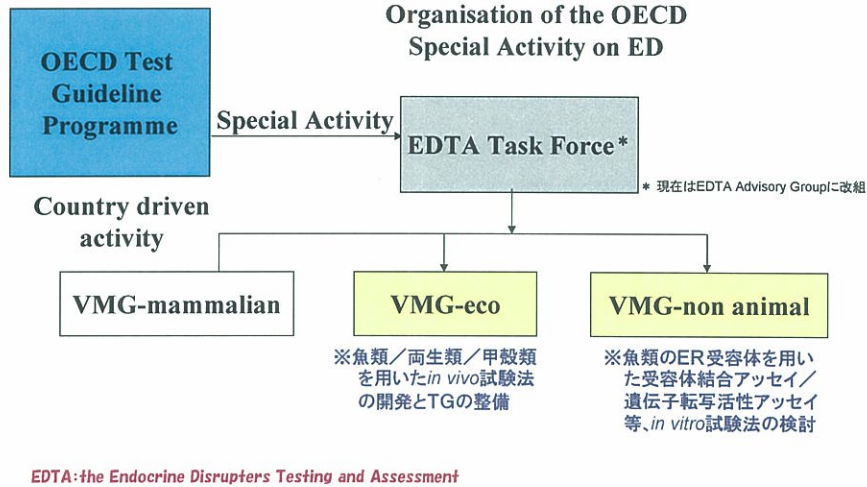 Organisation of the OECD
Special Activity on ED
OECD Test
Guideline
Programme
Special Activity
EDTA Task Force*
* 現在はEDTA Advisory Groupに改組
Country driven
activity
VMG-mammalian
VMG-eco
VMG-non animal
※魚類／両生類／甲殻類
を用いたin vivo試験法
の開発とTGの整備
※魚類のER受容体を用い
た受容体結合アッセイ／
遺伝子転写活性アッセイ
等、in vitro試験法の検討
EDTA:the Endocrine Disrupters Testing and Assessment